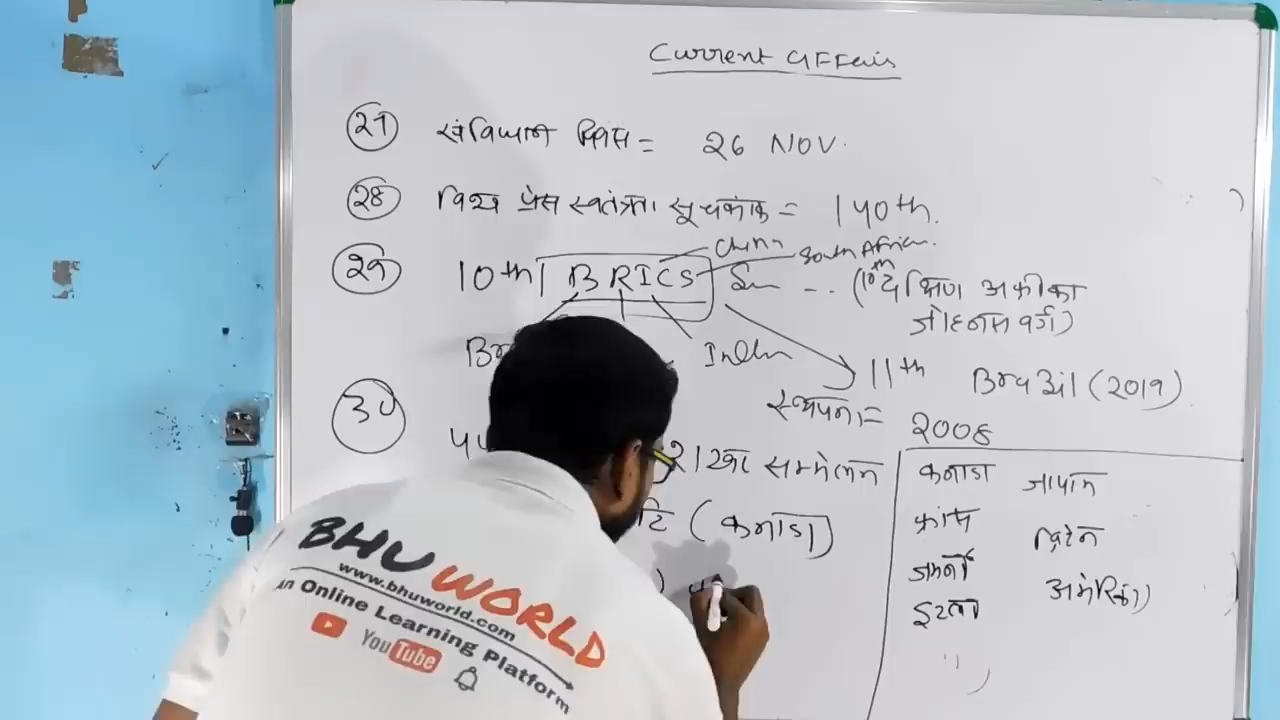 Current Affairs
27 संविधान दिवस = 26 NOV.
28 विश्व प्रेस स्वतंत्रता सूचकांक = 140th.
China South Africa.
29 10th BRICS (10th दक्षिण अफ्रीका
जोहनसबर्ग)
India 11th Brazil (2019)
स्थापना = 2008
30 शिखर सम्मेलन
(कनाडा)
कनाडा जापान
फ्रांस ब्रिटेन
जर्मनी अमेरिका)
इटली
BHU WORLD
www.bhuworld.com
An Online Learning Platform
YouTube